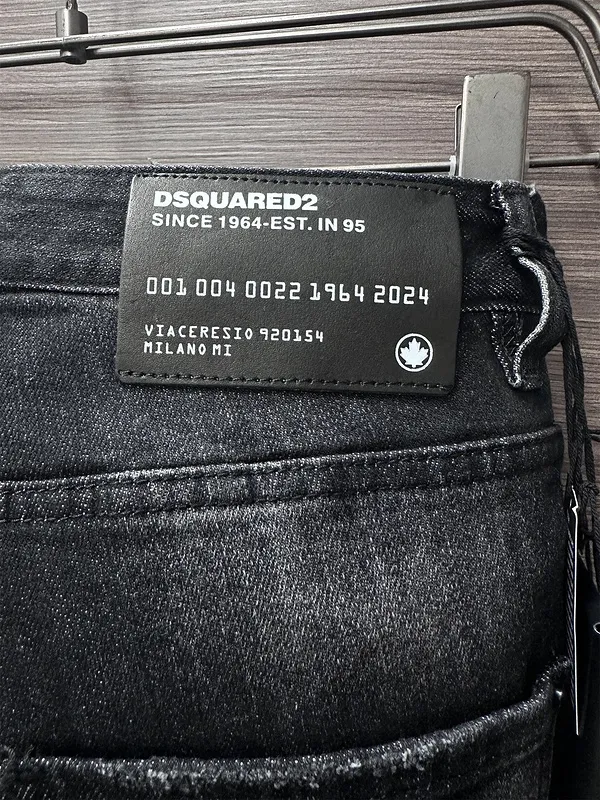 DSQUARED2
SINCE 1964-EST. IN 95
001 004 0022 1964 2024
VIACERESIO 920154
MILANO MI